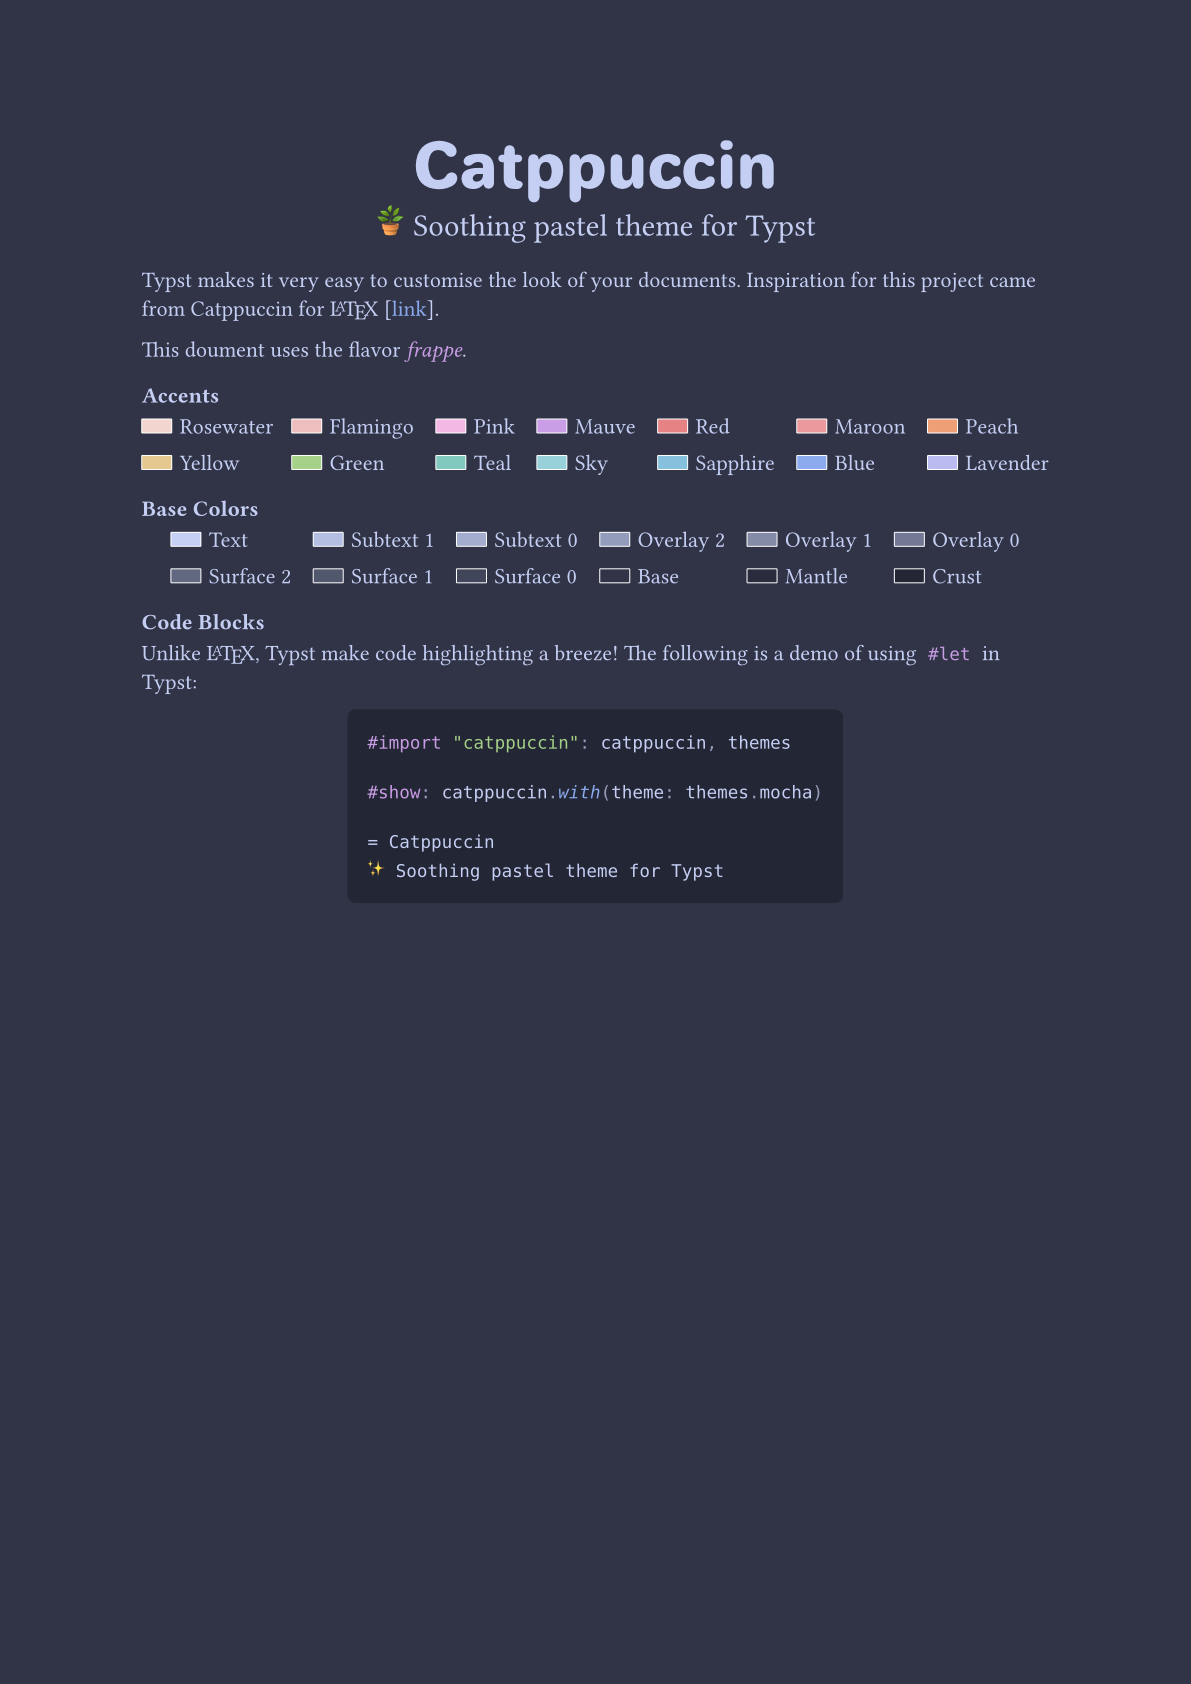 Catppuccin
🪴 Soothing pastel theme for Typst
Typst makes it very easy to customise the look of your documents. Inspiration for this project came
from Catppuccin for LATEX [link].
This doument uses the flavor frappe.
Accents
Rosewater Flamingo Pink Mauve Red Maroon Peach
Yellow Green Teal Sky Sapphire Blue Lavender
Base Colors
Text Subtext 1 Subtext 0 Overlay 2 Overlay 1 Overlay 0
Surface 2 Surface 1 Surface 0 Base Mantle Crust
Code Blocks
Unlike LATEX, Typst make code highlighting a breeze! The following is a demo of using #let in
Typst:
#import "catppuccin": catppuccin, themes
#show: catppuccin.with(theme: themes.mocha)
= Catppuccin
✨ Soothing pastel theme for Typst